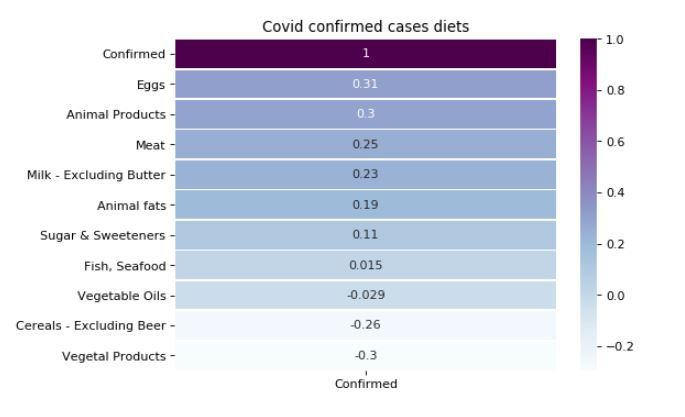 Covid confirmed cases diets
Confirmed
1
Eggs
0.31
Animal Products
0.3
Meat
0.25
Milk - Excluding Butter
0.23
Animal fats
0.19
Sugar & Sweeteners
0.11
Fish, Seafood
0.015
Vegetable Oils
-0.029
Cereals - Excluding Beer
-0.26
Vegetal Products
-0.3
Confirmed
1.0
0.8
0.6
0.4
0.2
0.0
−0.2